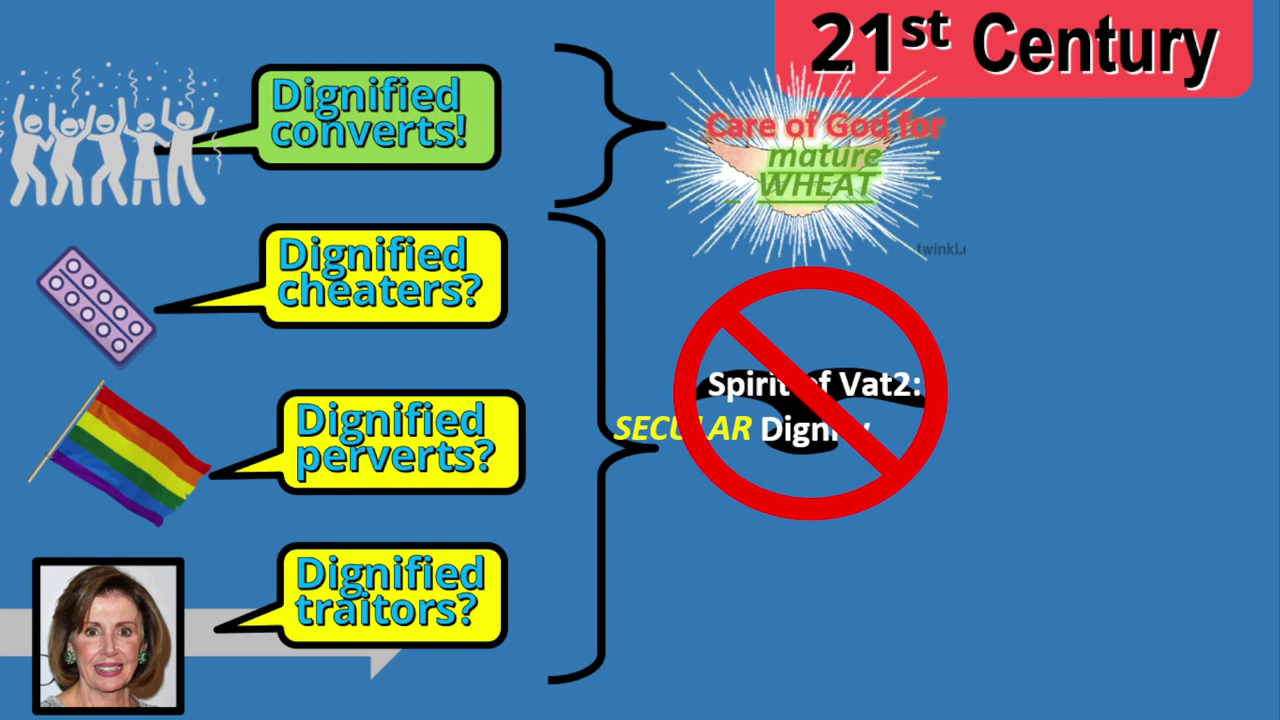 21st Century
Dignified
converts!
Care of God for
mature
WHEAT
twinkl.
Dignified
cheaters?
Spirit of Vat2:
SECULAR Dignity
Dignified
perverts?
Dignified
traitors?